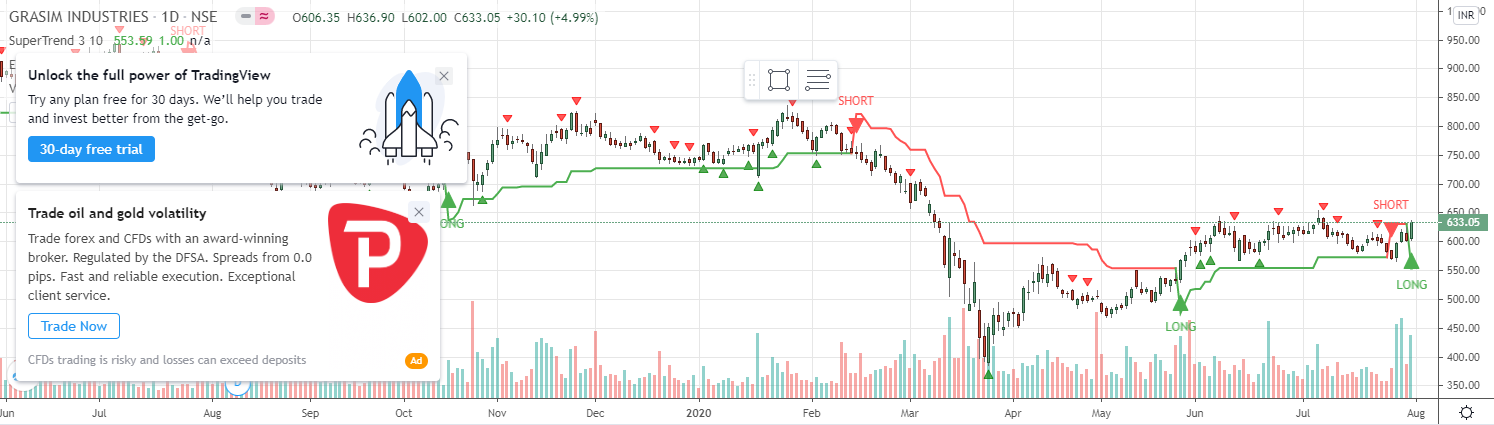 GRASIM INDUSTRIES · 1D · NSE
O606.35 H636.90 L602.00 C633.05 +30.10 (+4.99%)
SuperTrend 3 10 553.59 1.00 n/a
SHORT
Unlock the full power of TradingView
Try any plan free for 30 days. We'll help you trade
and invest better from the get-go.
30-day free trial
Trade oil and gold volatility
Trade forex and CFDs with an award-winning
broker. Regulated by the DFSA. Spreads from 0.0
pips. Fast and reliable execution. Exceptional
client service.
P
Trade Now
CFDs trading is risky and losses can exceed deposits
Ad
SHORT
SHORT
LONG
LONG
INR
950.00
900.00
850.00
800.00
750.00
700.00
650.00
633.05
600.00
550.00
500.00
450.00
400.00
350.00
Jun
Jul
Aug
Sep
Oct
Nov
Dec
2020
Feb
Mar
Apr
May
Jun
Jul
Aug